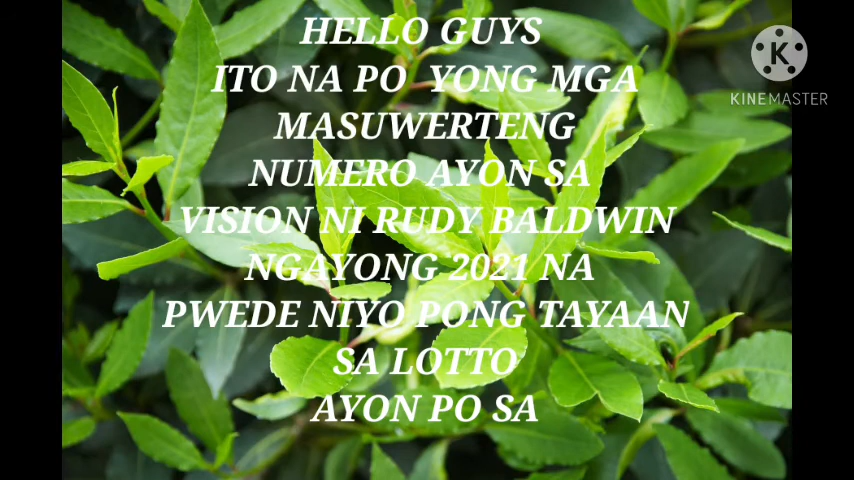 HELLO GUYS
ITO NA PO YONG MGA
MASUWERTENG
NUMERO AYON SA
VISION NI RUDY BALDWIN
NGAYONG 2021 NA
PWEDE NIYO PONG TAYAAN
SA LOTTO
AYON PO SA
K
KINEMASTER